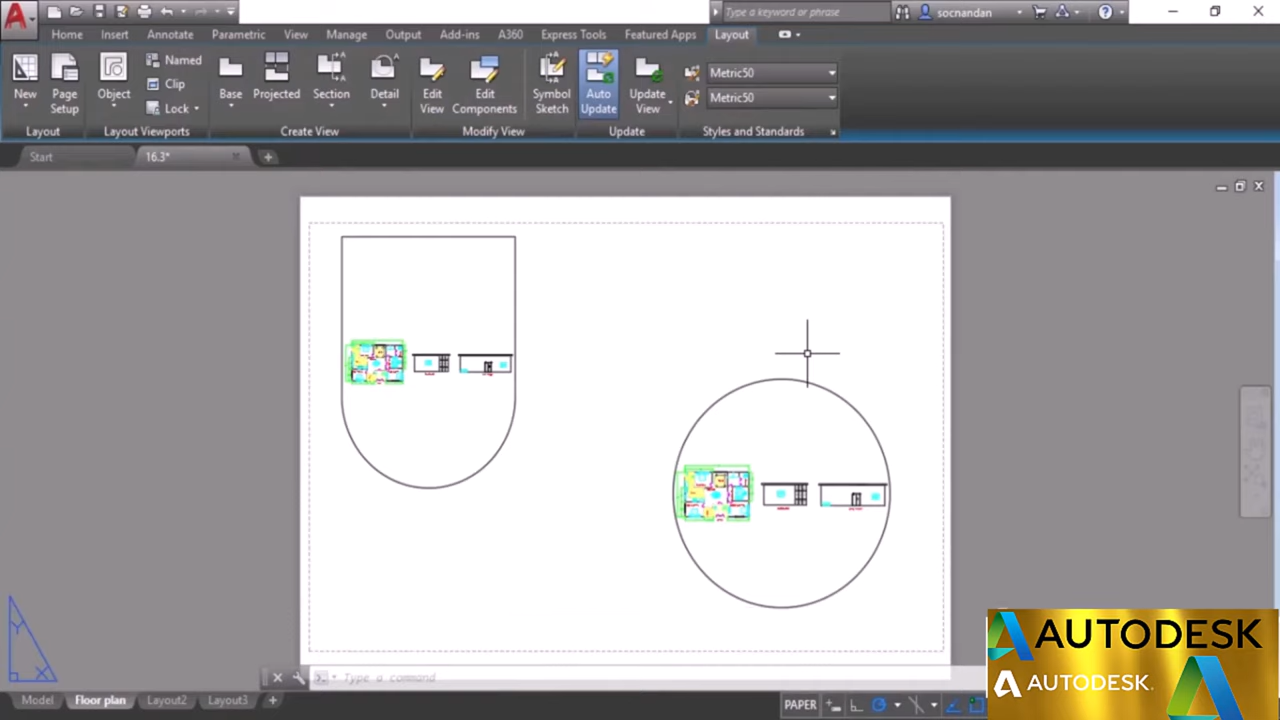 Type a keyword or phrase
socnandan
Home Insert Annotate Parametric View Manage Output Add-ins A360 Express Tools Featured Apps Layout
New
Page Setup
Object
Named
Clip
Lock
Base
Projected
Section
Detail
Edit View
Edit Components
Symbol Sketch
Auto Update
Update View
Metric50
Metric50
Layout
Layout Viewports
Create View
Modify View
Update
Styles and Standards
Start
16.3*
Y
X
Type a command
Model
Floor plan
Layout2
Layout3
PAPER
AUTODESK
AUTODESK.